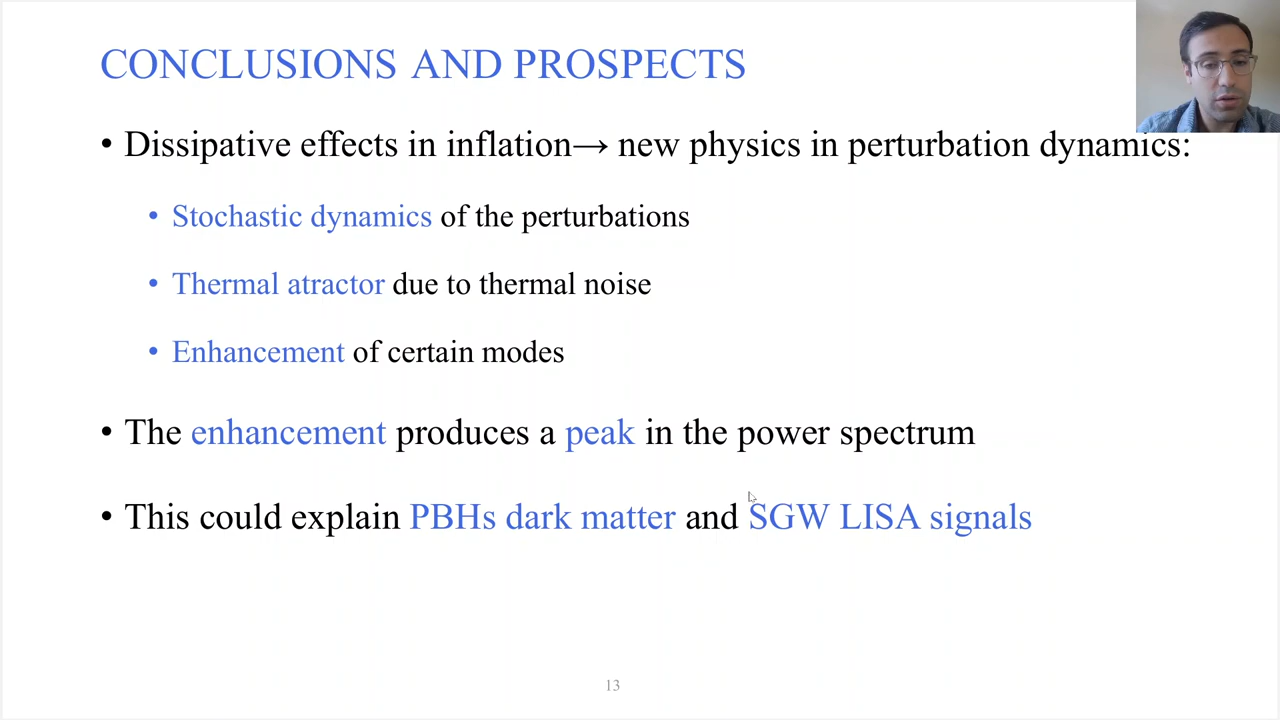 CONCLUSIONS AND PROSPECTS
• Dissipative effects in inflation→ new physics in perturbation dynamics:
• Stochastic dynamics of the perturbations
• Thermal atractor due to thermal noise
• Enhancement of certain modes
• The enhancement produces a peak in the power spectrum
• This could explain PBHs dark matter and SGW LISA signals
13